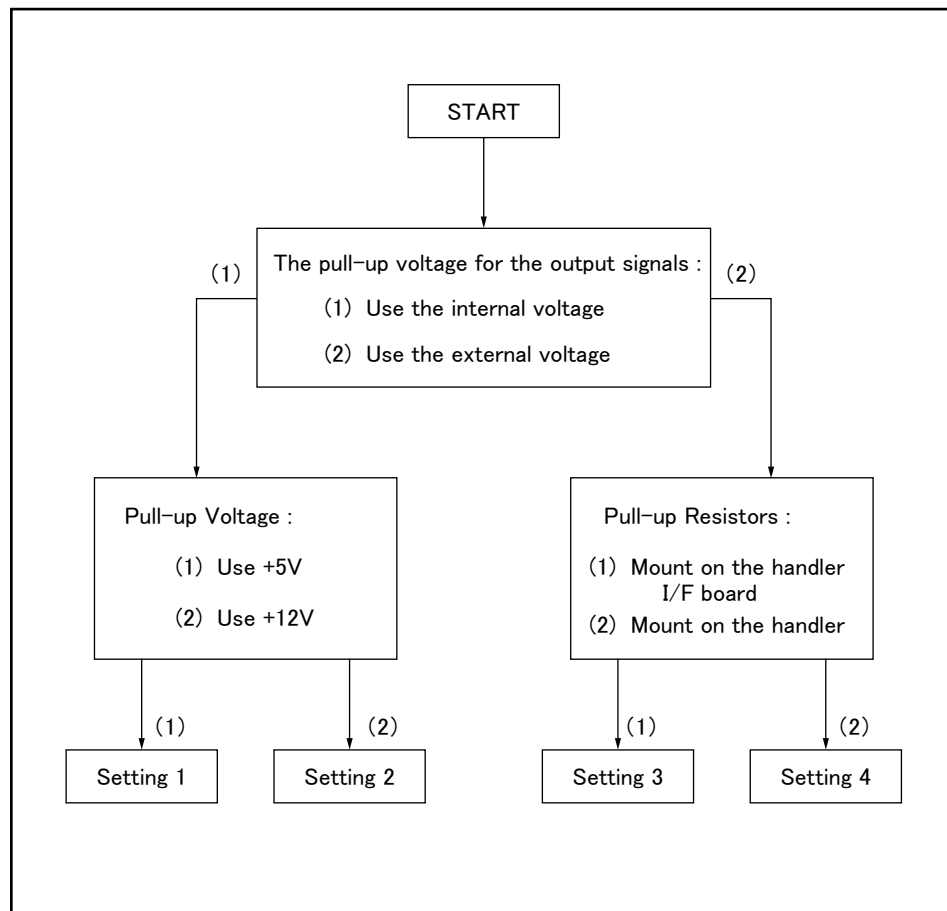 START
The pull-up voltage for the output signals :
(1) Use the internal voltage
(2) Use the external voltage
(1)
(2)
Pull-up Voltage :
(1) Use +5V
(2) Use +12V
Pull-up Resistors :
(1) Mount on the handler
I/F board
(2) Mount on the handler
(1)
(2)
(1)
(2)
Setting 1
Setting 2
Setting 3
Setting 4